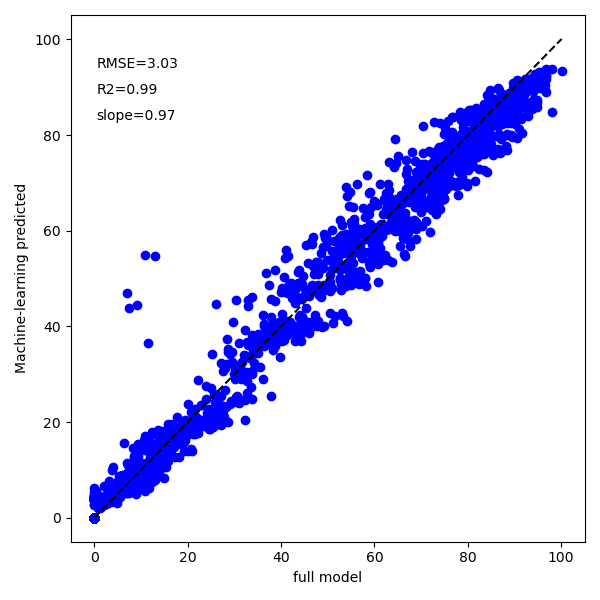 RMSE=3.03
R2=0.99
slope=0.97
Machine-learning predicted
100
80
60
40
20
0
0 20 40 60 80 100
full model